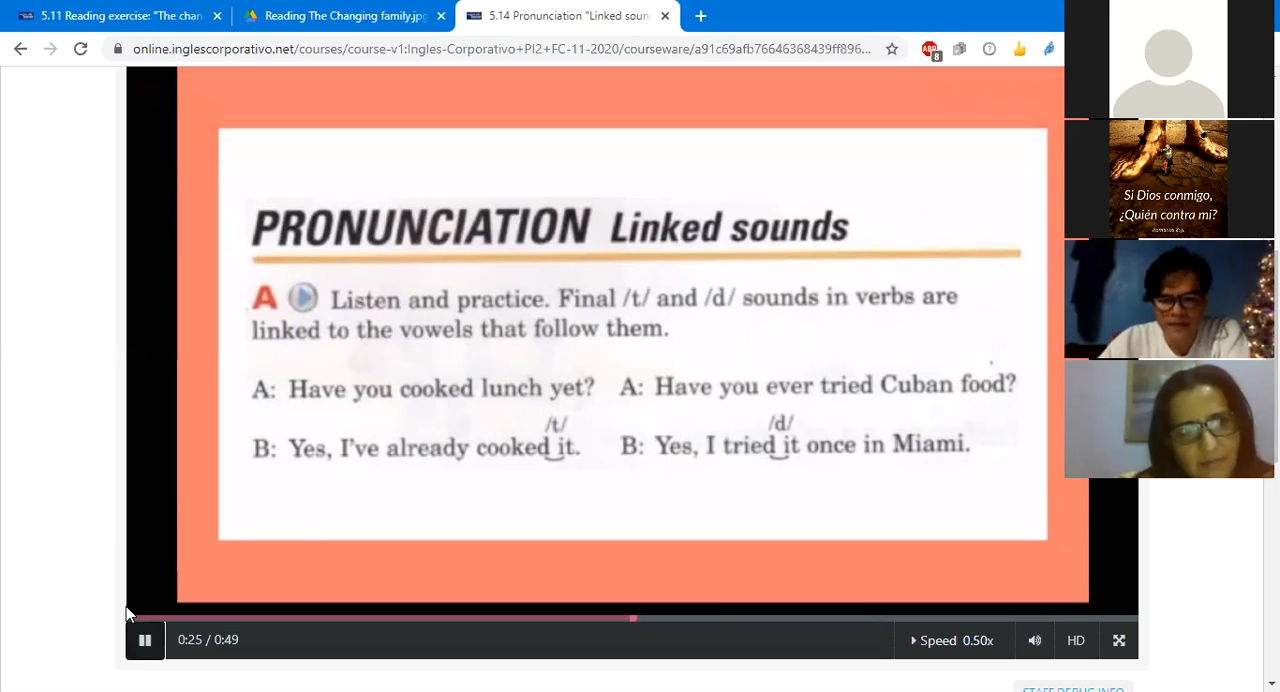 5.11 Reading exercise: "The chan
Reading The Changing family.jpg
5.14 Pronunciation "Linked soun
online.inglescorporativo.net/courses/course-v1:Ingles-Corporativo+PI2+FC-11-2020/courseware/a91c69afb76646368439ff896...
ABP
8
PRONUNCIATION Linked sounds
A Listen and practice. Final /t/ and /d/ sounds in verbs are
linked to the vowels that follow them.
A: Have you cooked lunch yet?
/t/
B: Yes, I've already cooked it.
A: Have you ever tried Cuban food?
/d/
B: Yes, I tried it once in Miami.
0:25 / 0:49
Speed 0.50x
HD
STAFF DEBUG INFO
Si Dios conmigo,
¿Quién contra mi?